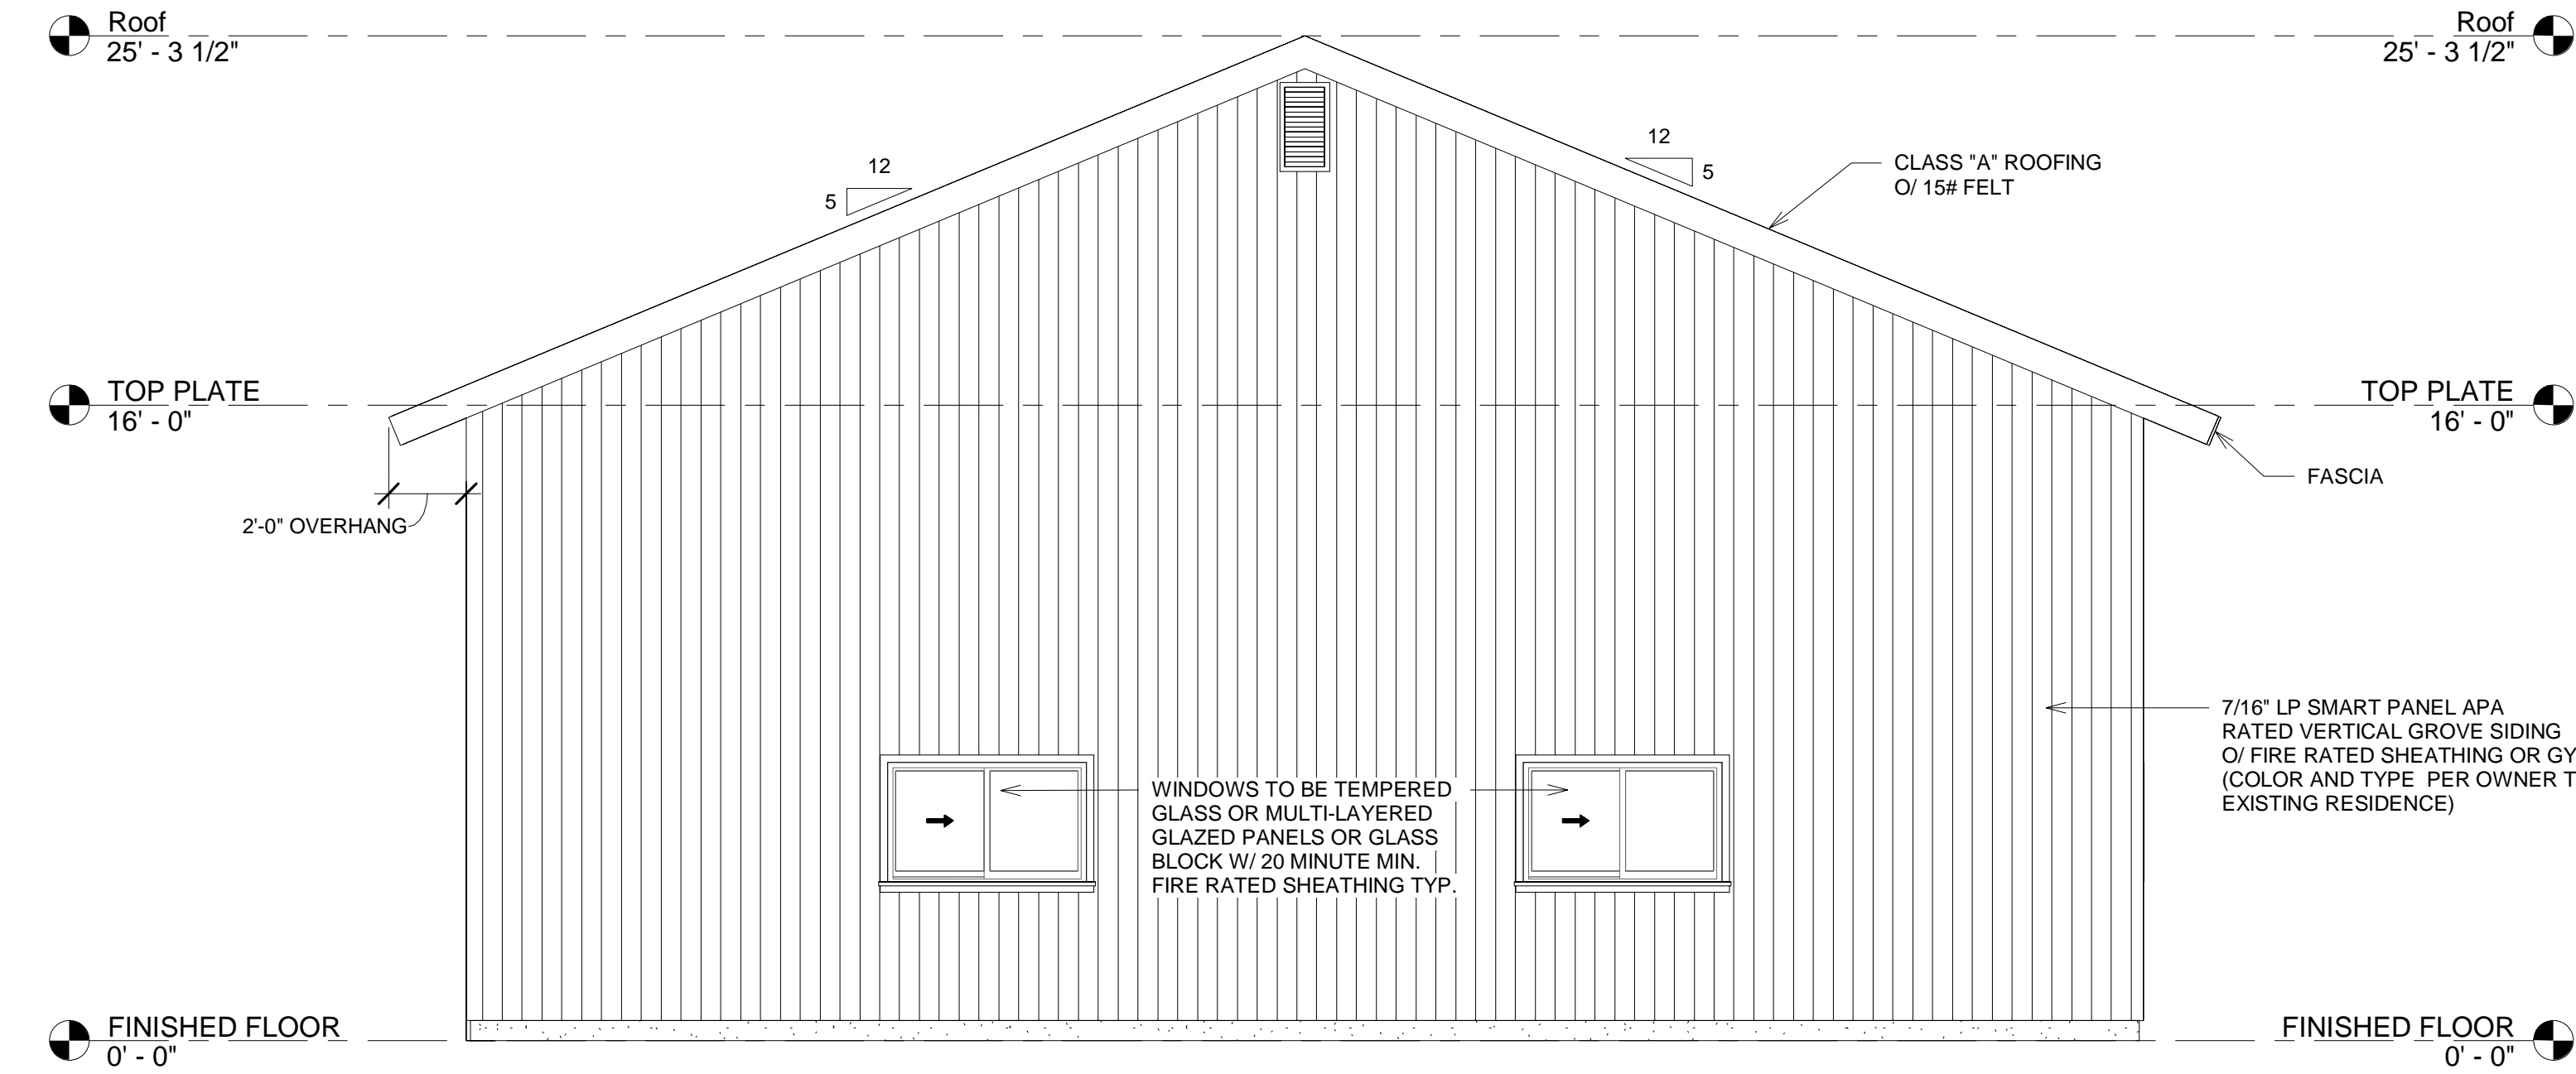 Roof
25' - 3 1/2"
Roof
25' - 3 1/2"
12
5
12
5
CLASS "A" ROOFING
O/ 15# FELT
TOP PLATE
16' - 0"
TOP PLATE
16' - 0"
FASCIA
2'-0" OVERHANG
7/16" LP SMART PANEL APA
RATED VERTICAL GROVE SIDING
O/ FIRE RATED SHEATHING OR GY
(COLOR AND TYPE PER OWNER T
EXISTING RESIDENCE)
WINDOWS TO BE TEMPERED
GLASS OR MULTI-LAYERED
GLAZED PANELS OR GLASS
BLOCK W/ 20 MINUTE MIN.
FIRE RATED SHEATHING TYP.
FINISHED FLOOR
0' - 0"
FINISHED FLOOR
0' - 0"